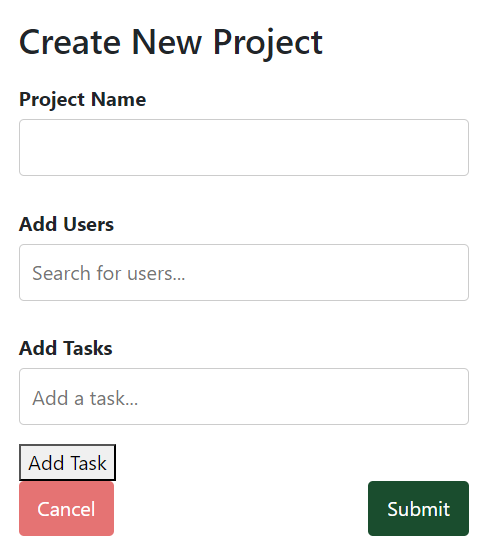 Create New Project
Project Name
Add Users
Search for users...
Add Tasks
Add a task...
Add Task
Cancel
Submit